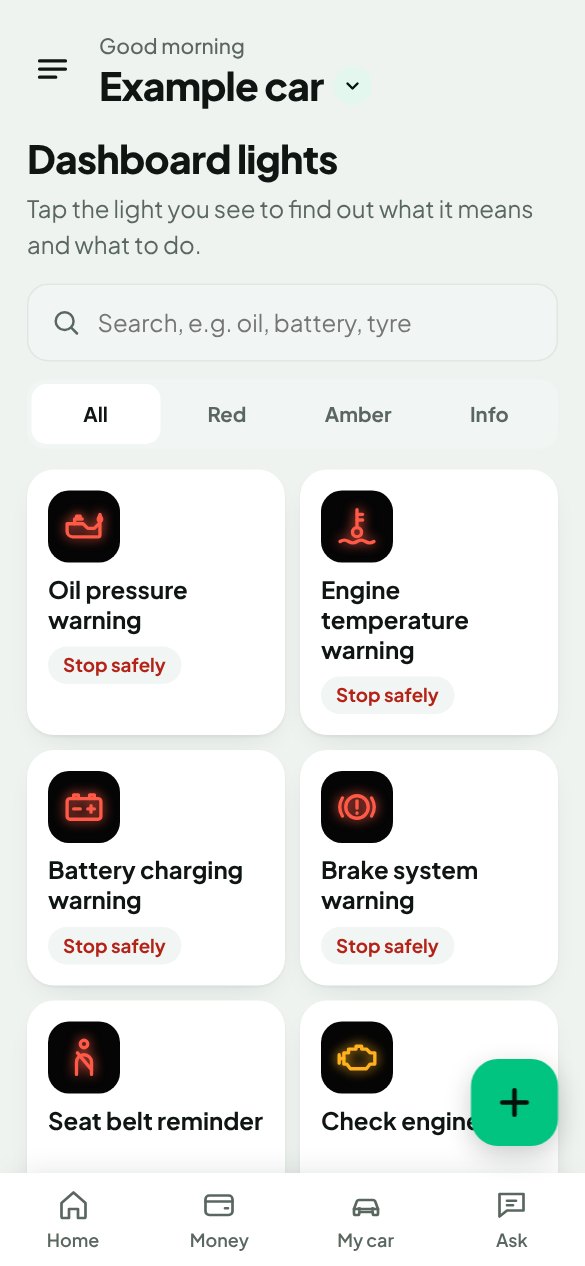 Good morning
Example car
Dashboard lights
Tap the light you see to find out what it means
and what to do.
Search, e.g. oil, battery, tyre
All
Red
Amber
Info
Oil pressure
warning
Stop safely
Engine
temperature
warning
Stop safely
Battery charging
warning
Stop safely
Brake system
warning
Stop safely
Seat belt reminder
Check engine
Home
Money
My car
Ask